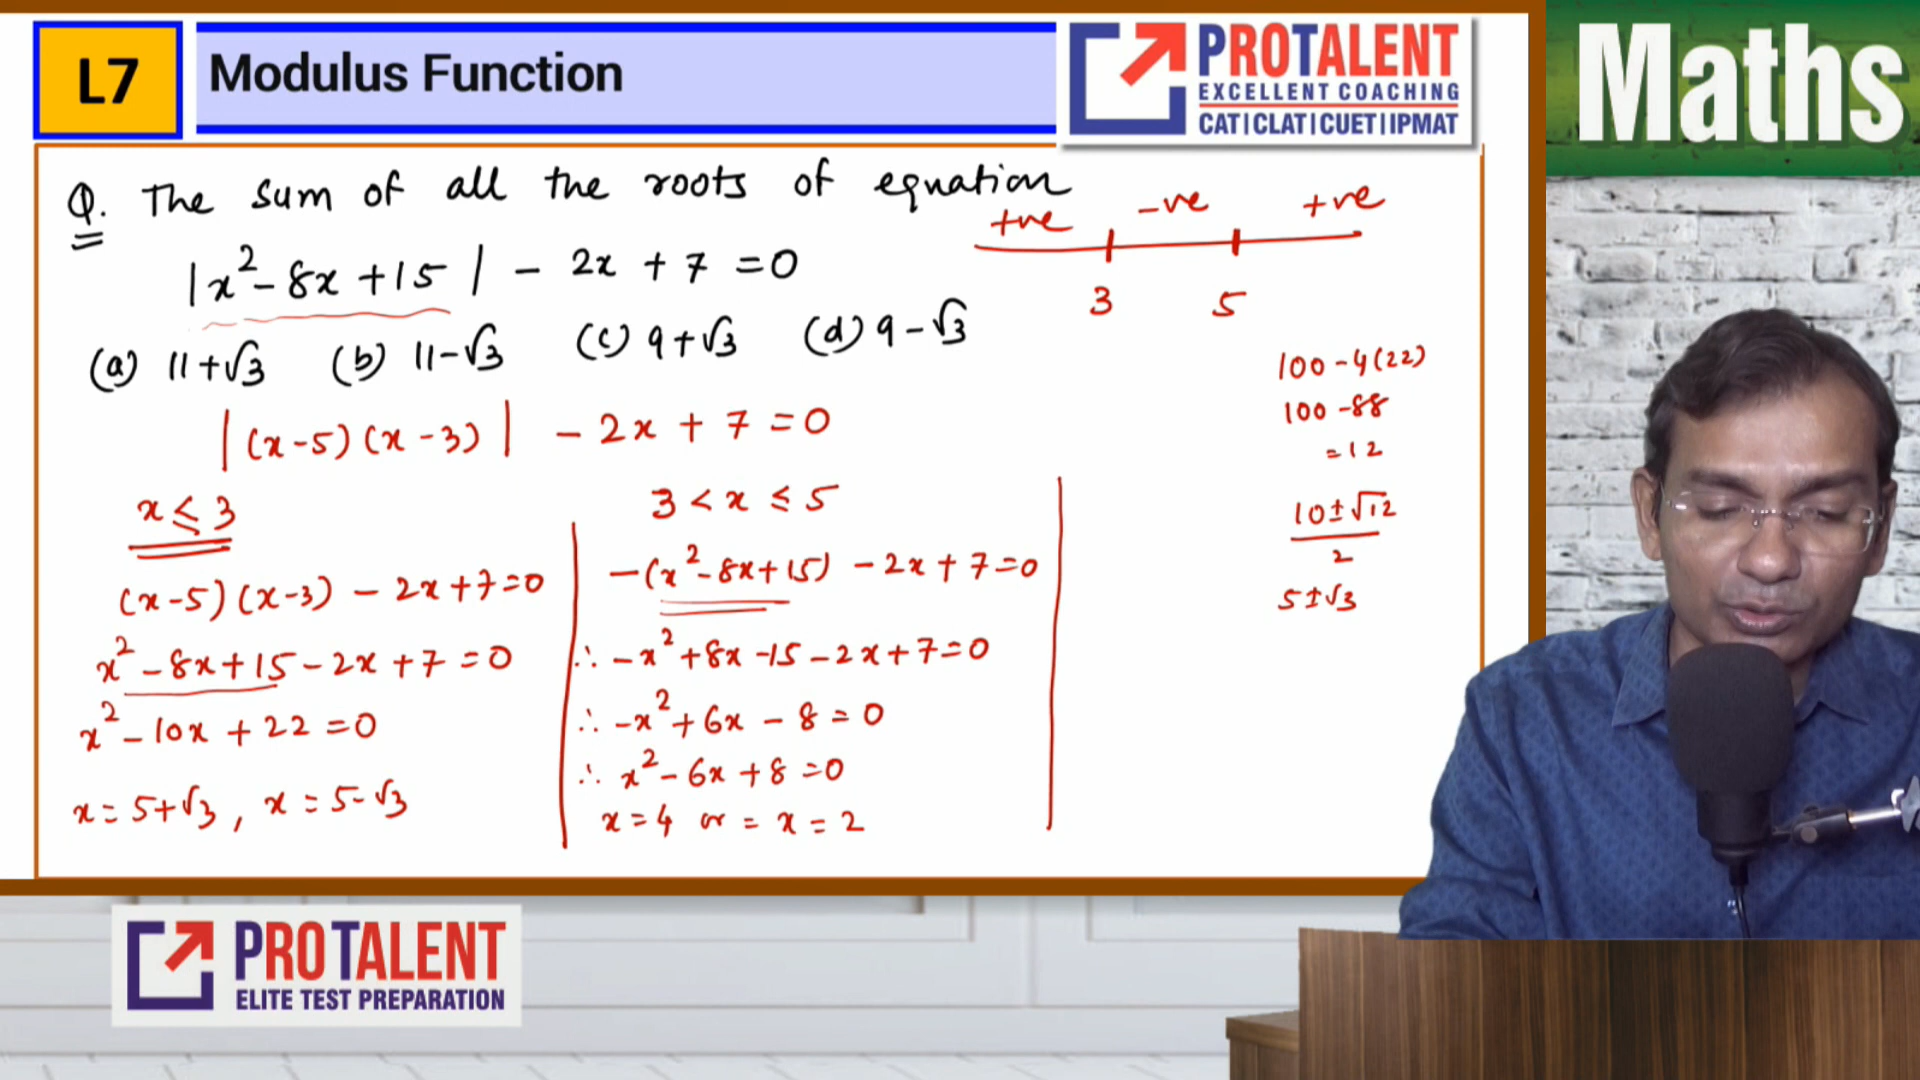 L7
Modulus Function
PROTALENT
EXCELLENT COACHING
CAT|CLAT|CUET|IPMAT
Maths
Q. The sum of all the roots of equation
|x²-8x+15| - 2x + 7 = 0
(a) 11+√3 (b) 11-√3 (c) 9+√3 (d) 9-√3
+ve -ve +ve
3 5
|(x-5)(x-3)| - 2x + 7 = 0
x ≤ 3
(x-5)(x-3) - 2x+7=0
x²-8x+15-2x+7=0
x²-10x+22=0
x=5+√3, x=5-√3
3 < x ≤ 5
-(x²-8x+15) -2x+7=0
∴ -x²+8x-15-2x+7=0
∴ -x²+6x-8=0
∴ x²-6x+8=0
x=4 or = x=2
100-4(22)
100-88
=12
10±√12
2
5±√3
PROTALENT
ELITE TEST PREPARATION